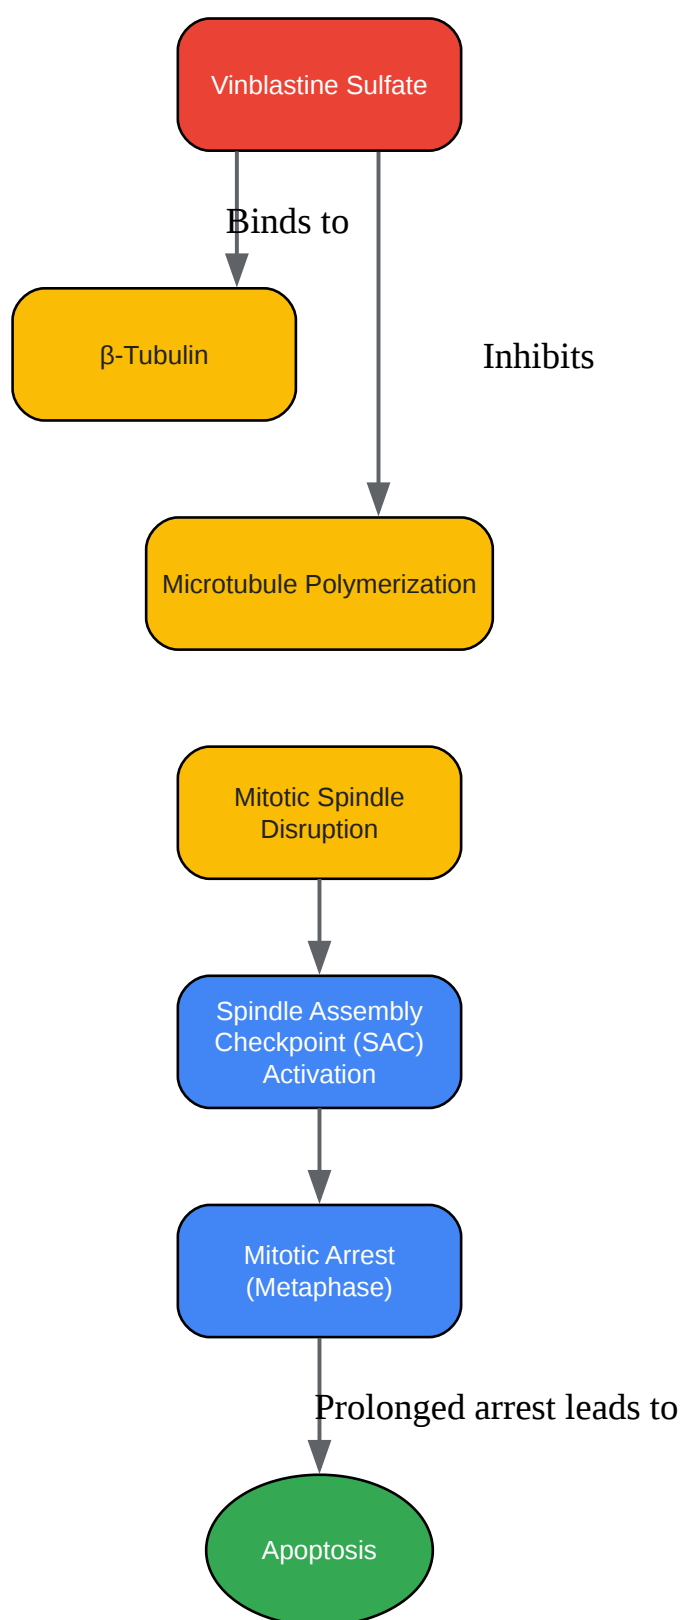 Vinblastine Sulfate
Binds to
β-Tubulin
Inhibits
Microtubule Polymerization
Mitotic Spindle
Disruption
Spindle Assembly
Checkpoint (SAC)
Activation
Mitotic Arrest
(Metaphase)
Prolonged arrest leads to
Apoptosis